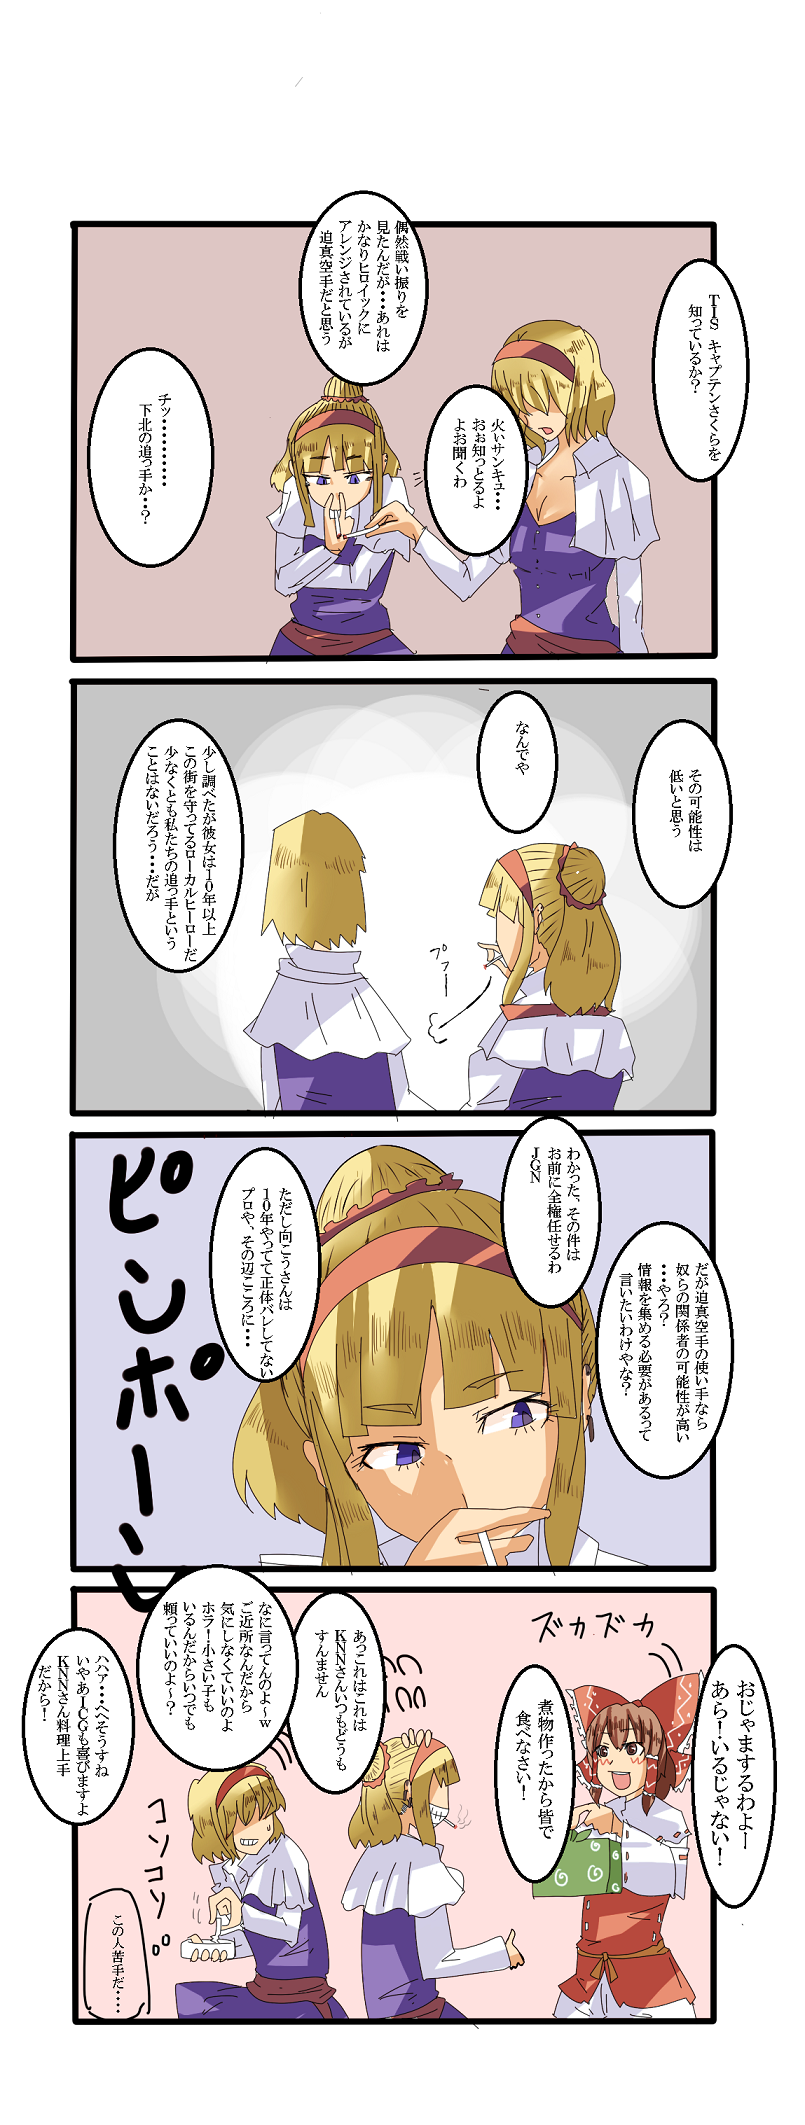 TIS キャプテンさくらを
知っているか？
火ぃサンキュ・・・
おぉ知っとるよ
よお聞くわ
偶然戦い振りを
見たんだが・・・あれは
かなりヒロイックに
アレンジされているが
迫真空手だと思う
チッ・・・・・・・・・・・
下北の追っ手か・・？
その可能性は
低いと思う
なんでや
プフー
少し調べたが彼女は１０年以上
この街を守ってるローカルヒーローだ
少なくとも私たちの追っ手という
ことはないだろう・・・だが
だが迫真空手の使い手なら
奴らの関係者の可能性が高い
・・・やろ？
情報を集める必要があるって
言いたいわけやな？
わかった、その件は
お前に全権任せるわ
JGN
ただし向こうさんは
１０年やってて正体バレしてない
プロや、その辺こころに・・・
ピンポーン
おじゃまするわよー
あら！いるじゃない！
ズカズカ
煮物作ったから皆で
食べなさい！
あっこれはこれは
KNNさんいつもどうも
すんません
なに言ってんのよ～ｗ
ご近所なんだから
気にしなくていいのよ
ホラ！小さい子も
いるんだからいつでも
頼っていいのよ～？
ハハァ・・・へへそうすね
いやあICGも喜びますよ
KNNさん料理上手
だから！
コソコソ
この人苦手だ・・・・